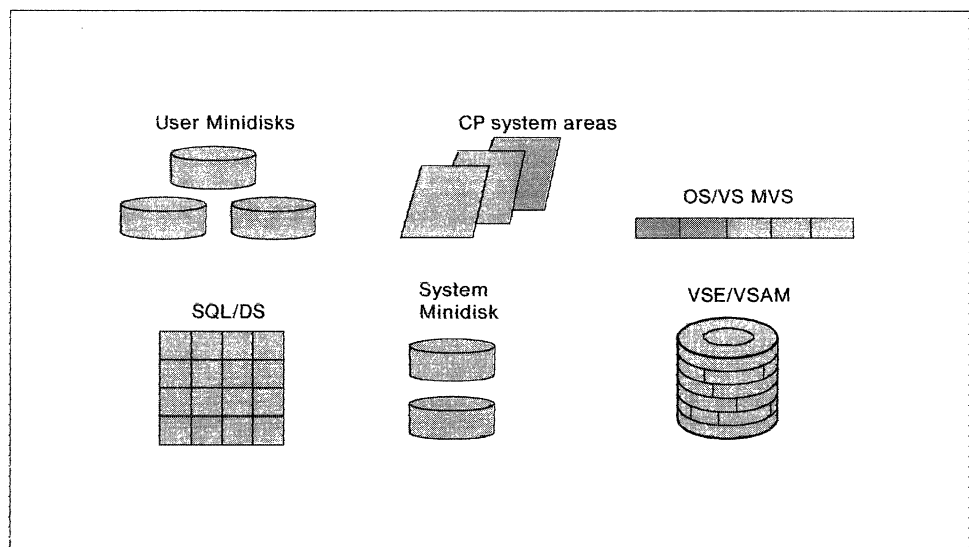 User Minidisks
CP system areas
OS/VS MVS
SQL/DS
System
Minidisk
VSE/VSAM